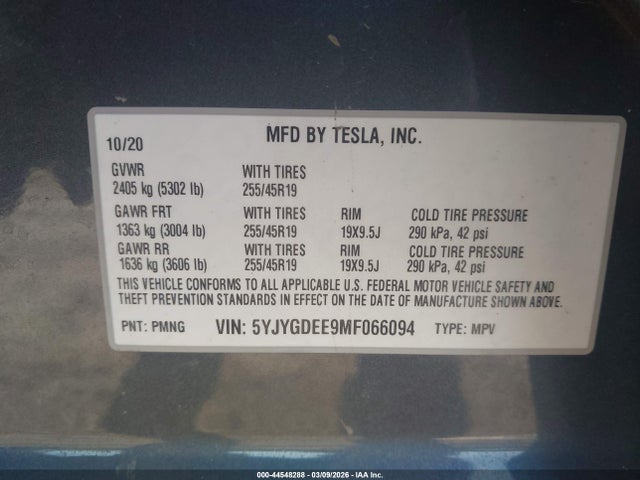 10/20 MFD BY TESLA, INC.
GVWR WITH TIRES
2405 kg (5302 lb) 255/45R19
GAWR FRT WITH TIRES RIM COLD TIRE PRESSURE
1363 kg (3004 lb) 255/45R19 19X9.5J 290 kPa, 42 psi
GAWR RR WITH TIRES RIM COLD TIRE PRESSURE
1636 kg (3606 lb) 255/45R19 19X9.5J 290 kPa, 42 psi
THIS VEHICLE CONFORMS TO ALL APPLICABLE U.S. FEDERAL MOTOR VEHICLE SAFETY AND
THEFT PREVENTION STANDARDS IN EFFECT ON THE DATE OF MANUFACTURE SHOWN ABOVE.
PNT: PMNG VIN: 5YJYGDEE9MF066094 TYPE: MPV
000-44548288 - 03/09/2026 - IAA Inc.